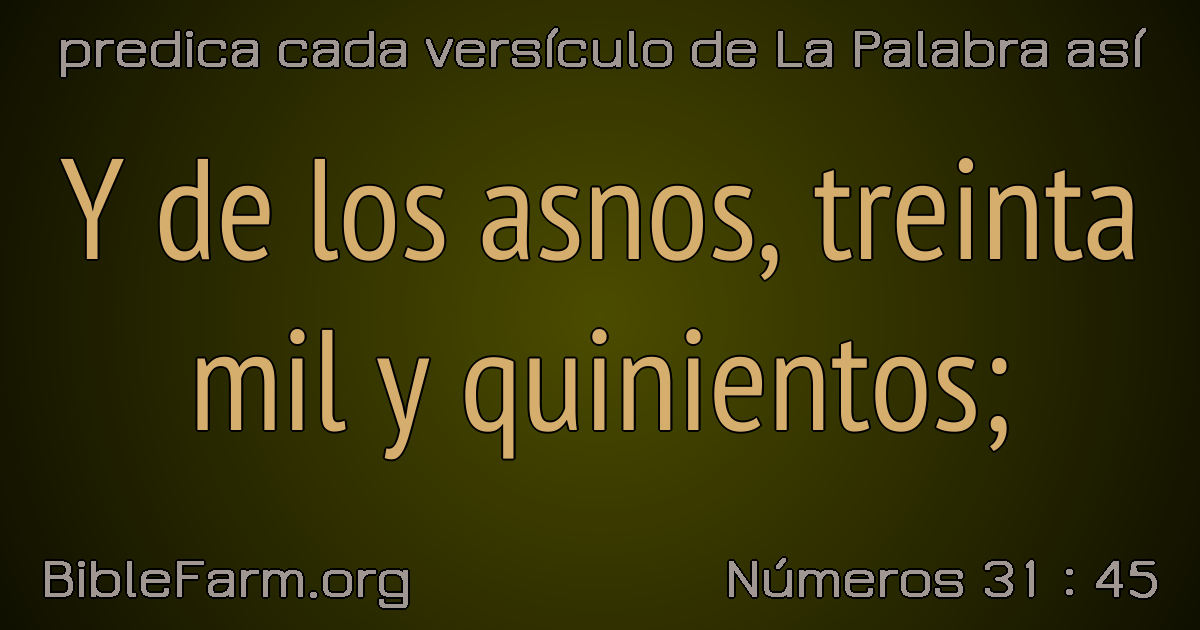 predica cada versículo de La Palabra así
Y de los asnos, treinta
mil y quinientos;
BibleFarm.org
Números 31 : 45